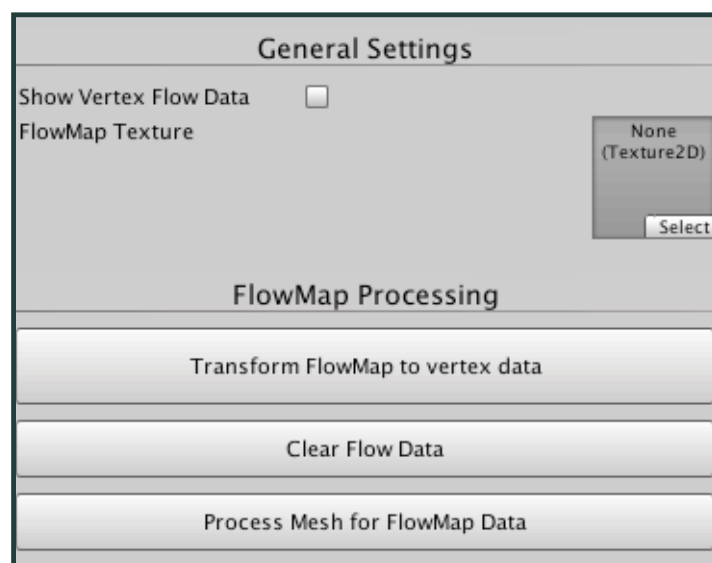 General Settings
Show Vertex Flow Data
FlowMap Texture
None
(Texture2D)
Select
FlowMap Processing
Transform FlowMap to vertex data
Clear Flow Data
Process Mesh for FlowMap Data